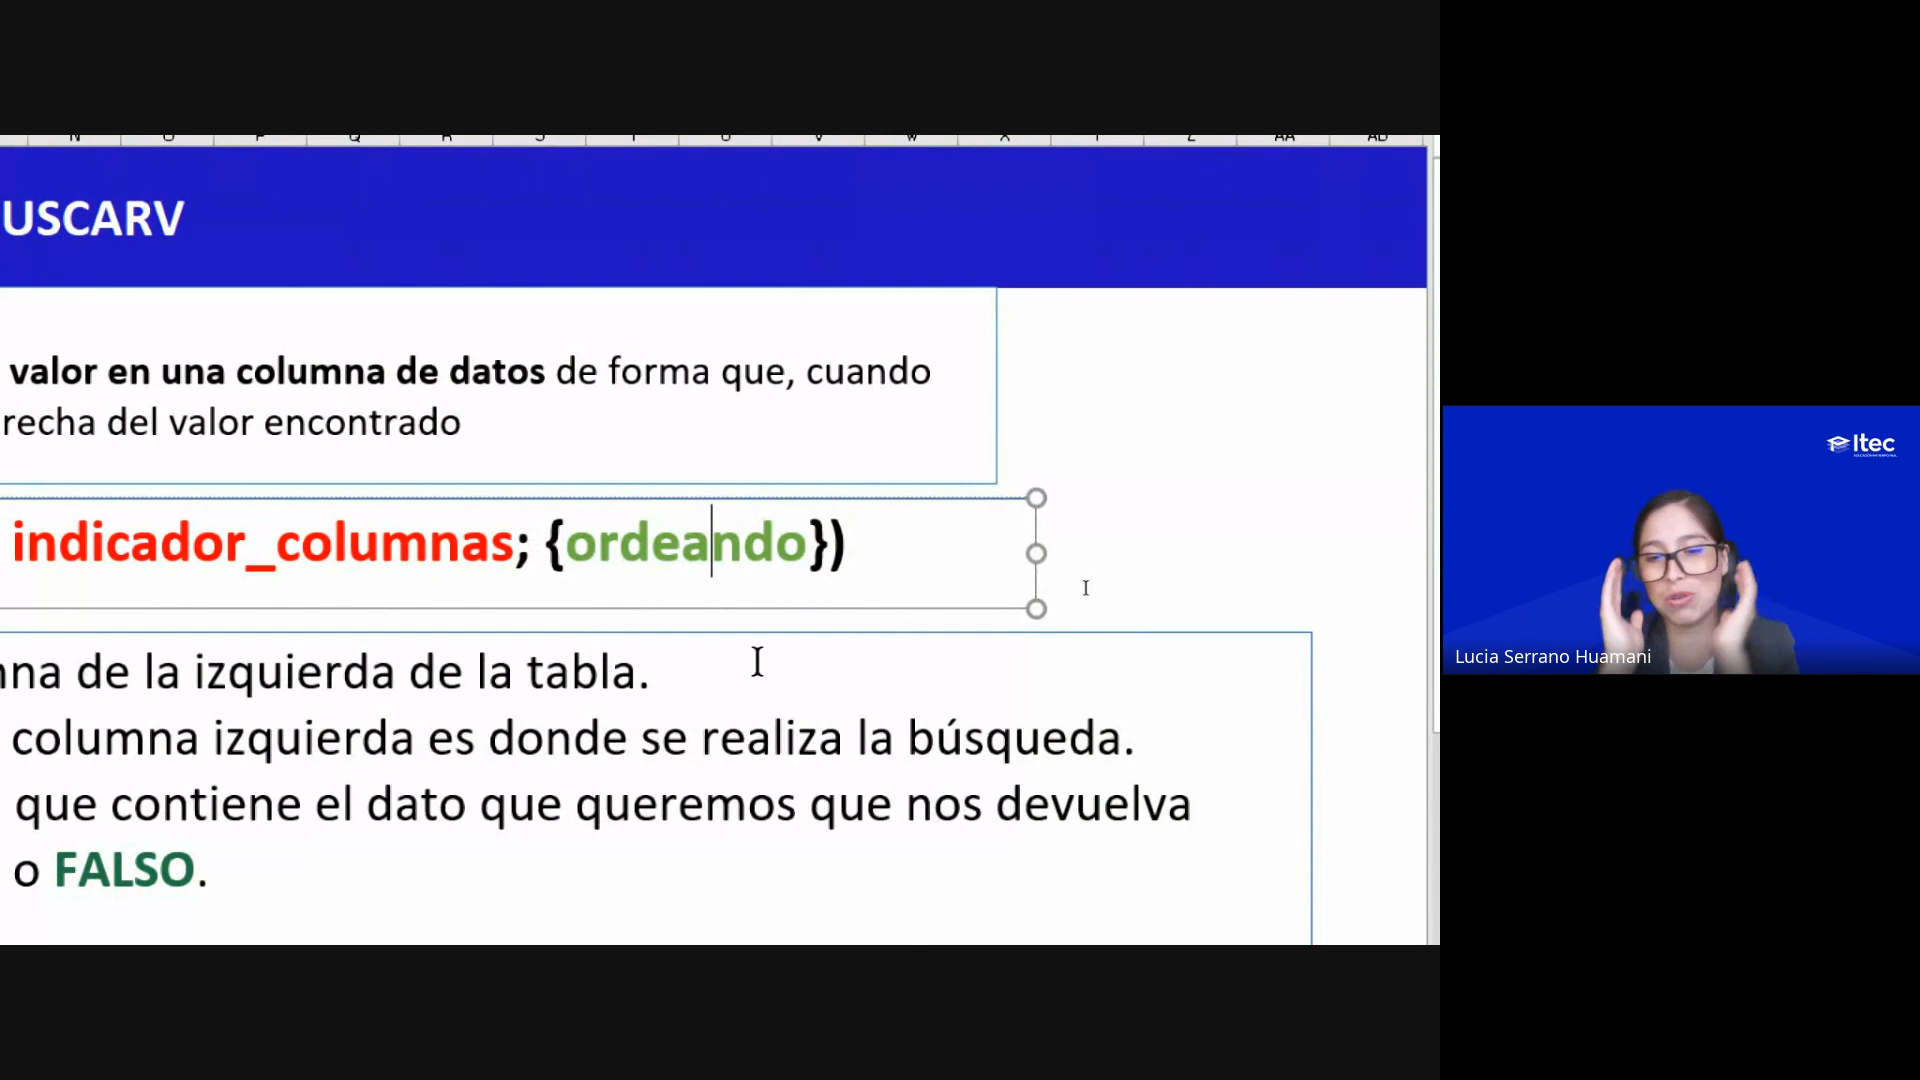 USCARV
valor en una columna de datos de forma que, cuando
recha del valor encontrado
indicador_columnas; {ordeando})
na de la izquierda de la tabla.
columna izquierda es donde se realiza la búsqueda.
que contiene el dato que queremos que nos devuelva
o FALSO.
Itec
Lucia Serrano Huamani